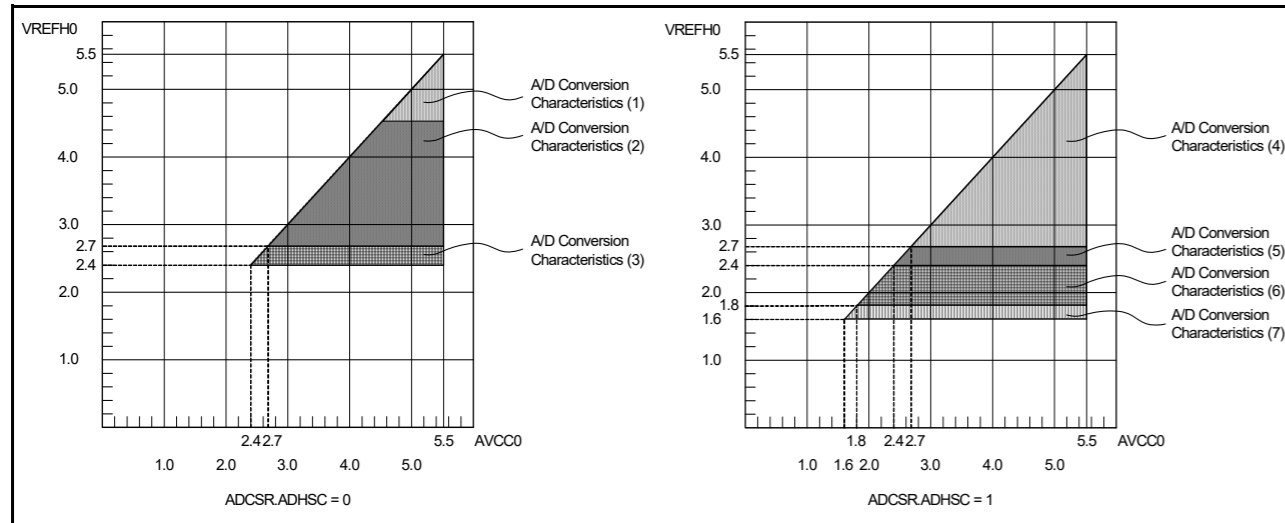 VREFH0
5.5
5.0
4.0
3.0
2.7
2.4
2.0
1.0
A/D Conversion
Characteristics (1)
A/D Conversion
Characteristics (2)
A/D Conversion
Characteristics (3)
2.4 2.7 5.5 AVCC0
1.0 2.0 3.0 4.0 5.0
ADCSR.ADHSC = 0
VREFH0
5.5
5.0
4.0
3.0
2.7
2.4
2.0
1.8
1.6
1.0
A/D Conversion
Characteristics (4)
A/D Conversion
Characteristics (5)
A/D Conversion
Characteristics (6)
A/D Conversion
Characteristics (7)
1.8 2.4 2.7 5.5 AVCC0
1.0 1.6 2.0 3.0 4.0 5.0
ADCSR.ADHSC = 1